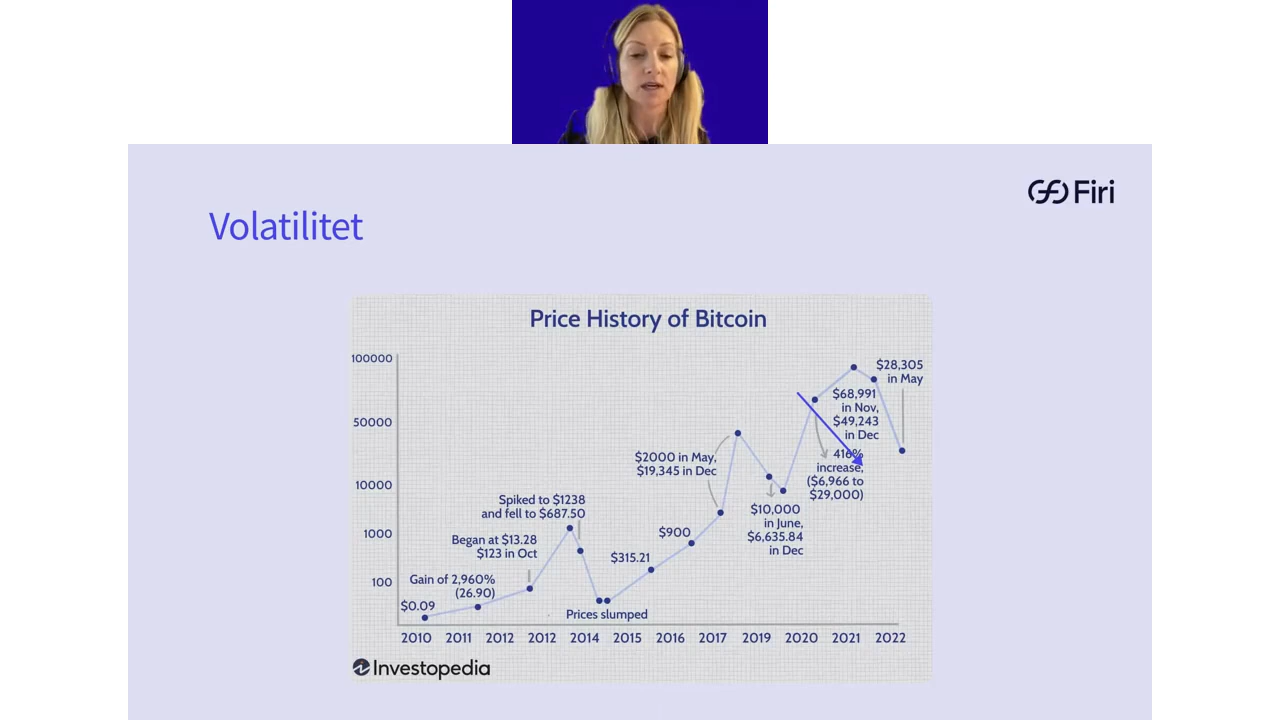 Firi
Volatilitet
Price History of Bitcoin
100000
50000
10000
1000
100
$0.09
Gain of 2,960%
(26.90)
Began at $13.28
$123 in Oct
Spiked to $1238
and fell to $687.50
Prices slumped
$315.21
$900
$2000 in May,
$19,345 in Dec
$10,000
in June,
$6,635.84
in Dec
416%
increase,
($6,966 to
$29,000)
$68,991
in Nov,
$49,243
in Dec
$28,305
in May
2010 2011 2012 2012 2014 2015 2016 2017 2019 2020 2021 2022
Investopedia